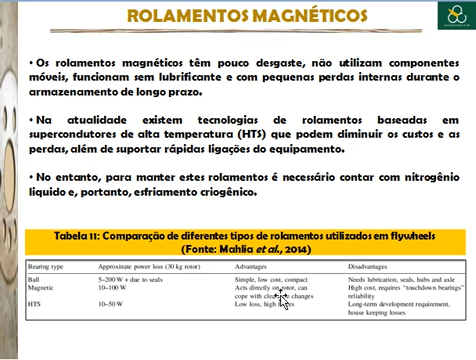 ROLAMENTOS MAGNÉTICOS
• Os rolamentos magnéticos têm pouco desgaste, não utilizam componentes
móveis, funcionam sem lubrificante e com pequenas perdas internas durante o
armazenamento de longo prazo.
• Na atualidade existem tecnologias de rolamentos baseadas em
supercondutores de alta temperatura (HTS) que podem diminuir os custos e as
perdas, além de suportar rápidas ligações do equipamento.
• No entanto, para manter estes rolamentos é necessário contar com nitrogênio
líquido e, portanto, esfriamento criogênico.
Tabela 11: Comparação de diferentes tipos de rolamentos utilizados em flywheels
(Fonte: Mahlia et al., 2014)
Bearing type Approximate power loss (30 kg rotor) Advantages Disadvantages
Ball 5–200 W + due to seals Simple, low cost, compact Needs lubrication, seals, hubs and axle
Magnetic 10–100 W Acts directly on rotor, can High cost, requires "touchdown bearings"
cope with changes reliability
HTS 10–50 W Low loss, high Long-term development requirement,
house keeping losses